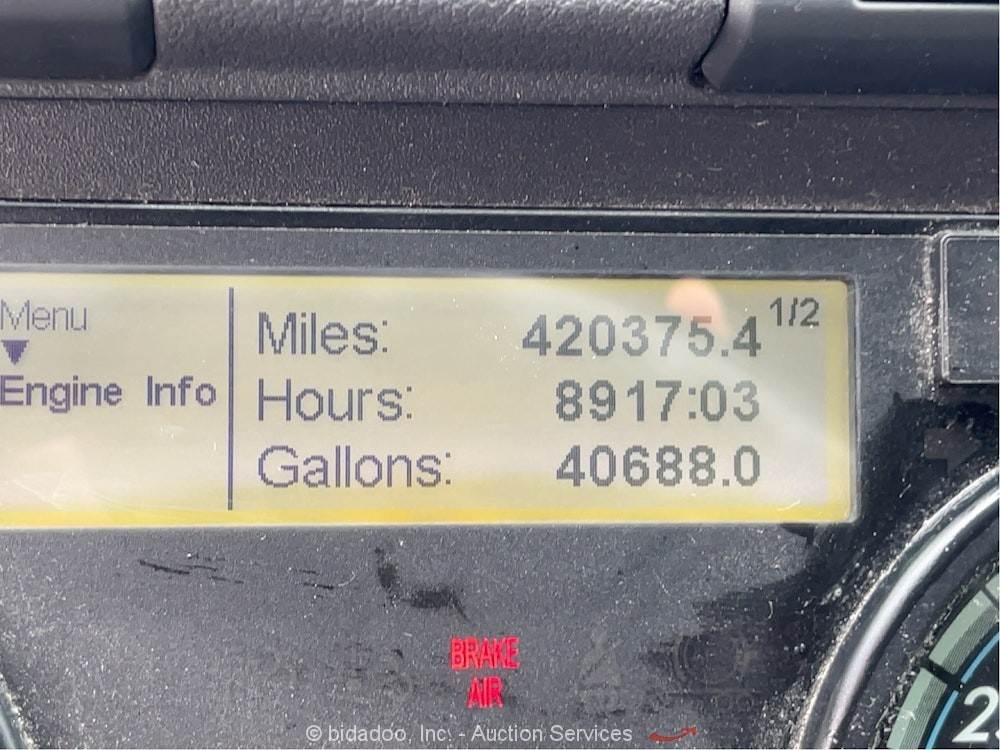 Menu
Engine Info
Miles: 420375.4 1/2
Hours: 8917:03
Gallons: 40688.0
BRAKE
AIR
© bidadoo, Inc. - Auction Services